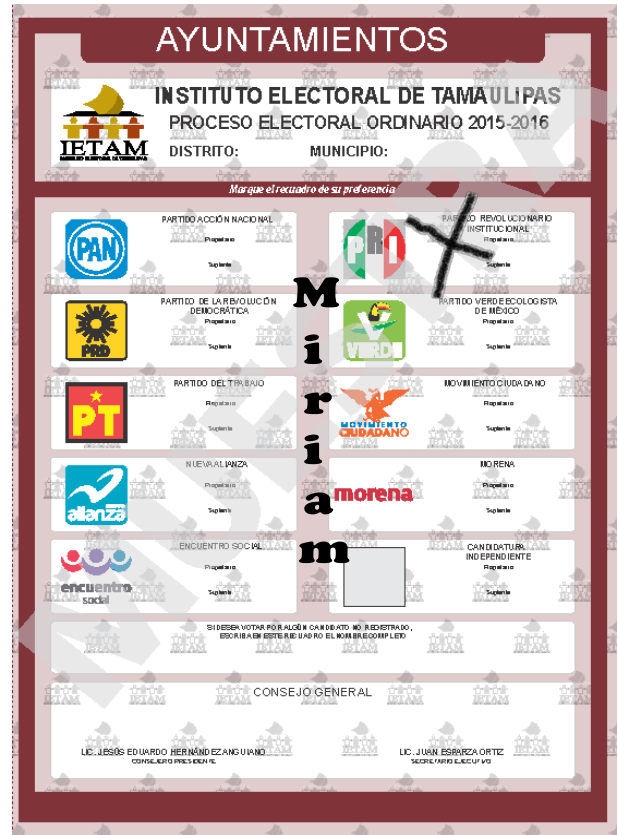 AYUNTAMIENTOS
INSTITUTO ELECTORAL DE TAMAULIPAS
PROCESO ELECTORAL ORDINARIO 2015-2016
DISTRITO: MUNICIPIO:
IETAM
Marque el recuadro de su preferencia
PAN
PARTIDO ACCIÓN NACIONAL
Propietario
Suplente
PRI
PARTIDO REVOLUCIONARIO
INSTITUCIONAL
Propietario
Suplente
PRD
PARTIDO DE LA REVOLUCIÓN
DEMOCRÁTICA
Propietario
Suplente
VERDE
PARTIDO VERDE ECOLOGISTA
DE MÉXICO
Propietario
Suplente
PT
PARTIDO DEL TRABAJO
Propietario
Suplente
MOVIMIENTO
CIUDADANO
MOVIMIENTO CIUDADANO
Propietario
Suplente
alianza
NUEVA ALIANZA
Propietario
Suplente
morena
MORENA
Propietario
Suplente
encuentro
social
ENCUENTRO SOCIAL
Propietario
Suplente
CANDIDATURA
INDEPENDIENTE
Propietario
Suplente
Miriam
SI DESEA VOTAR POR ALGÚN CANDIDATO NO REGISTRADO,
ESCRIBA EN ESTE RECUADRO EL NOMBRE COMPLETO
CONSEJO GENERAL
LIC. JESÚS EDUARDO HERNÁNDEZ ANGUIANO
CONSEJERO PRESIDENTE
LIC. JUAN ESPARZA ORTIZ
SECRETARIO EJECUTIVO
MUESTRA